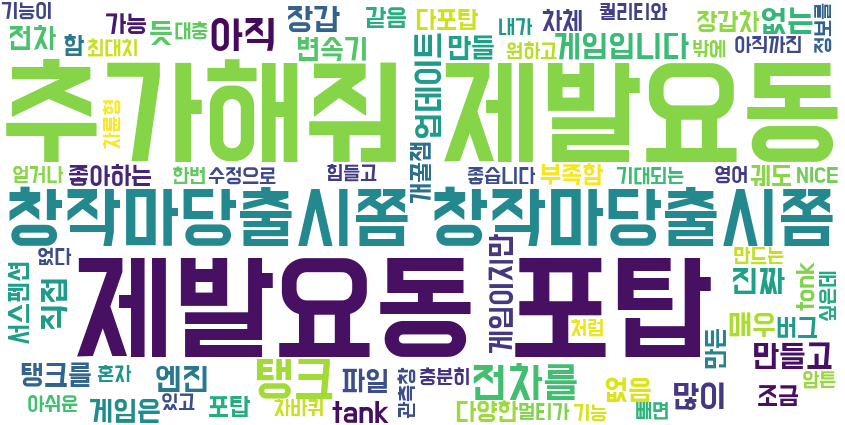 기능이 장갑 같음 다포탑 내가 차체 퀄리티와 장갑차 없는 정보를
전차 함 최대치 가능 듯 대충 아직 변속기 업데이트 만들 원하고 게임입니다 밖에 아직까진
추가해줘 제발요동
차륜형
얻거나 좋아하는 한번 수정으로 힘들고 개꿀잼 좋습니다 부족함 기대되는 영어 궤도 NICE
창작마당출시쫌 창작마당출시쫌
제발요동 포탑
서스펜션 없다 직접 게임이지만 처럼 만드는 진짜 tonk 싶은데
매우 버그 만든
탱크를 혼자 엔진 탱크 파일 관측창 충분히 전차를 없음 많이 만들고 암튼
아쉬운 게임은 있고 포탑 자바퀴 tank 다양한 멀티가 기능 빼면 조금